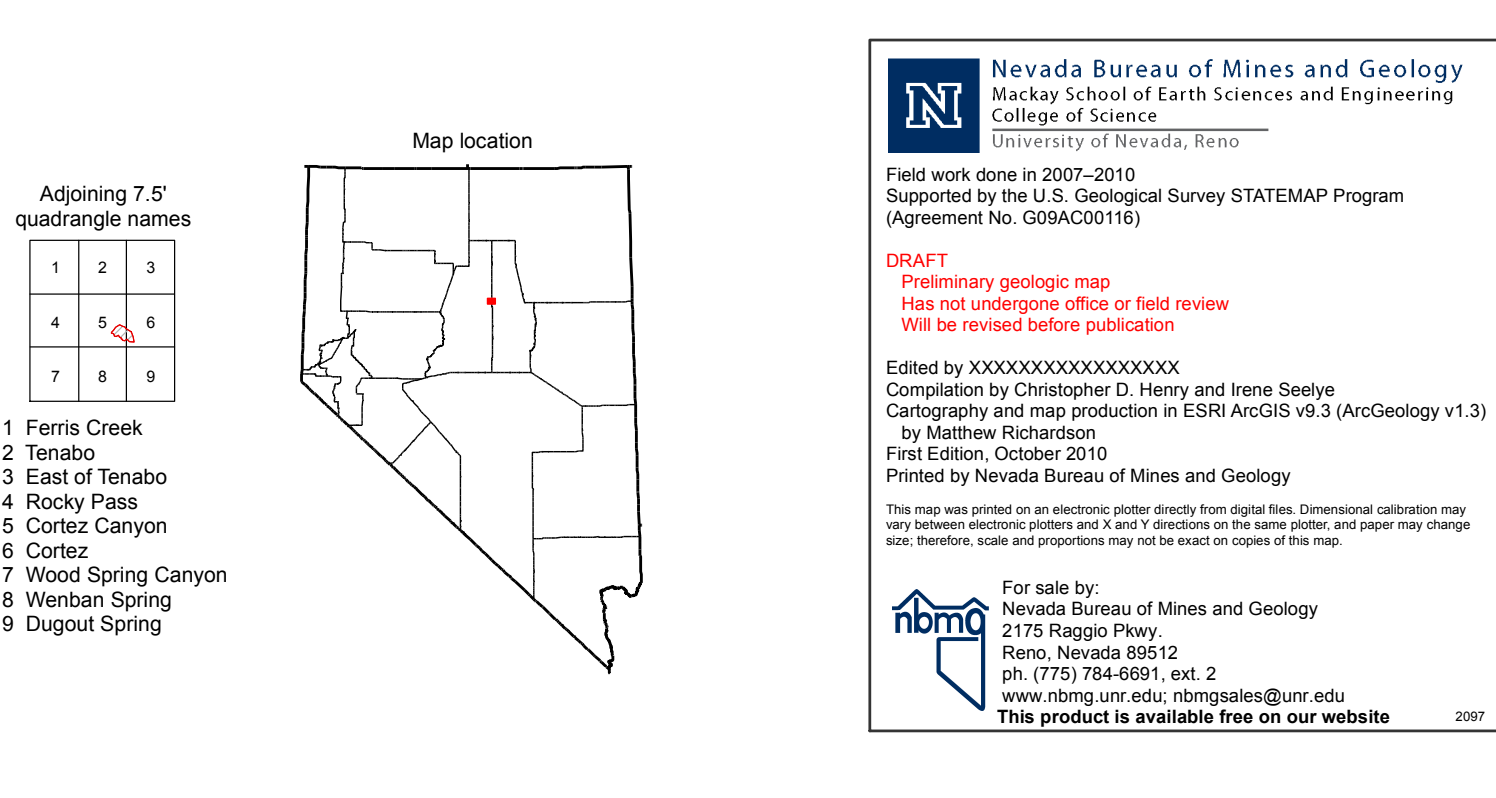 Adjoining 7.5'
quadrangle names
1 2 3
4 5 6
7 8 9
1 Ferris Creek
2 Tenabo
3 East of Tenabo
4 Rocky Pass
5 Cortez Canyon
6 Cortez
7 Wood Spring Canyon
8 Wenban Spring
9 Dugout Spring
Map location
N
Nevada Bureau of Mines and Geology
Mackay School of Earth Sciences and Engineering
College of Science
University of Nevada, Reno
Field work done in 2007–2010
Supported by the U.S. Geological Survey STATEMAP Program
(Agreement No. G09AC00116)
DRAFT
Preliminary geologic map
Has not undergone office or field review
Will be revised before publication
Edited by XXXXXXXXXXXXXXXXX
Compilation by Christopher D. Henry and Irene Seelye
Cartography and map production in ESRI ArcGIS v9.3 (ArcGeology v1.3)
by Matthew Richardson
First Edition, October 2010
Printed by Nevada Bureau of Mines and Geology
This map was printed on an electronic plotter directly from digital files. Dimensional calibration may
vary between electronic plotters and X and Y directions on the same plotter, and paper may change
size; therefore, scale and proportions may not be exact on copies of this map.
nbmg
For sale by:
Nevada Bureau of Mines and Geology
2175 Raggio Pkwy.
Reno, Nevada 89512
ph. (775) 784-6691, ext. 2
www.nbmg.unr.edu; nbmgsales@unr.edu
This product is available free on our website
2097